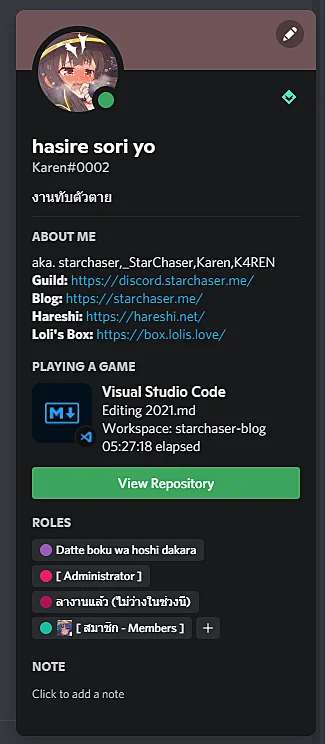 hasire sori yo
Karen#0002
งานทับตัวตาย
ABOUT ME
aka. starchaser,_StarChaser,Karen,K4REN
Guild: https://discord.starchaser.me/
Blog: https://starchaser.me/
Hareshi: https://hareshi.net/
Loli's Box: https://box.lolis.love/
PLAYING A GAME
Visual Studio Code
Editing 2021.md
Workspace: starchaser-blog
05:27:18 elapsed
View Repository
ROLES
Datte boku wa hoshi dakara
[ Administrator ]
ลางานแล้ว (ไม่ว่างในช่วงนี้)
[ สมาชิก - Members ] +
NOTE
Click to add a note